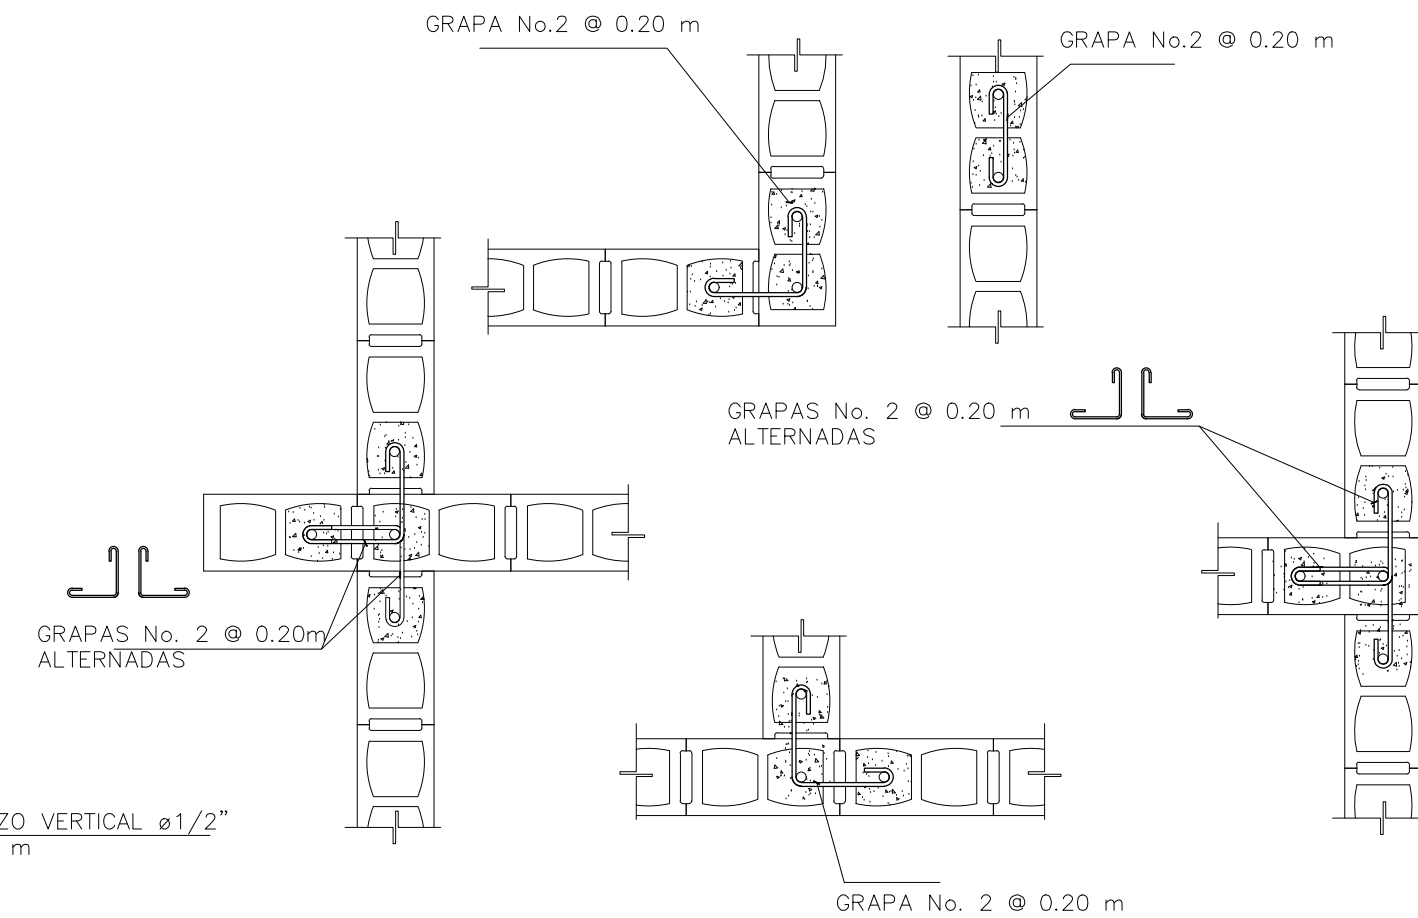 GRAPA No.2 @ 0.20 m
GRAPA No.2 @ 0.20 m
GRAPAS No. 2 @ 0.20 m
ALTERNADAS
GRAPAS No. 2 @ 0.20m
ALTERNADAS
ZO VERTICAL ø1/2"
m
GRAPA No. 2 @ 0.20 m